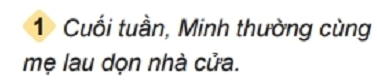 1 Cuối tuần, Minh thường cùng
mẹ lau dọn nhà cửa.